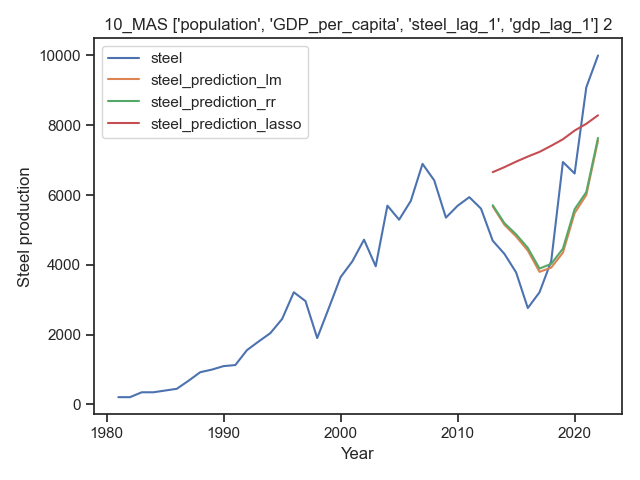 10_MAS ['population', 'GDP_per_capita', 'steel_lag_1', 'gdp_lag_1'] 2
steel
steel_prediction_lm
steel_prediction_rr
steel_prediction_lasso
10000
8000
6000
4000
2000
0
Steel production
1980
1990
2000
2010
2020
Year